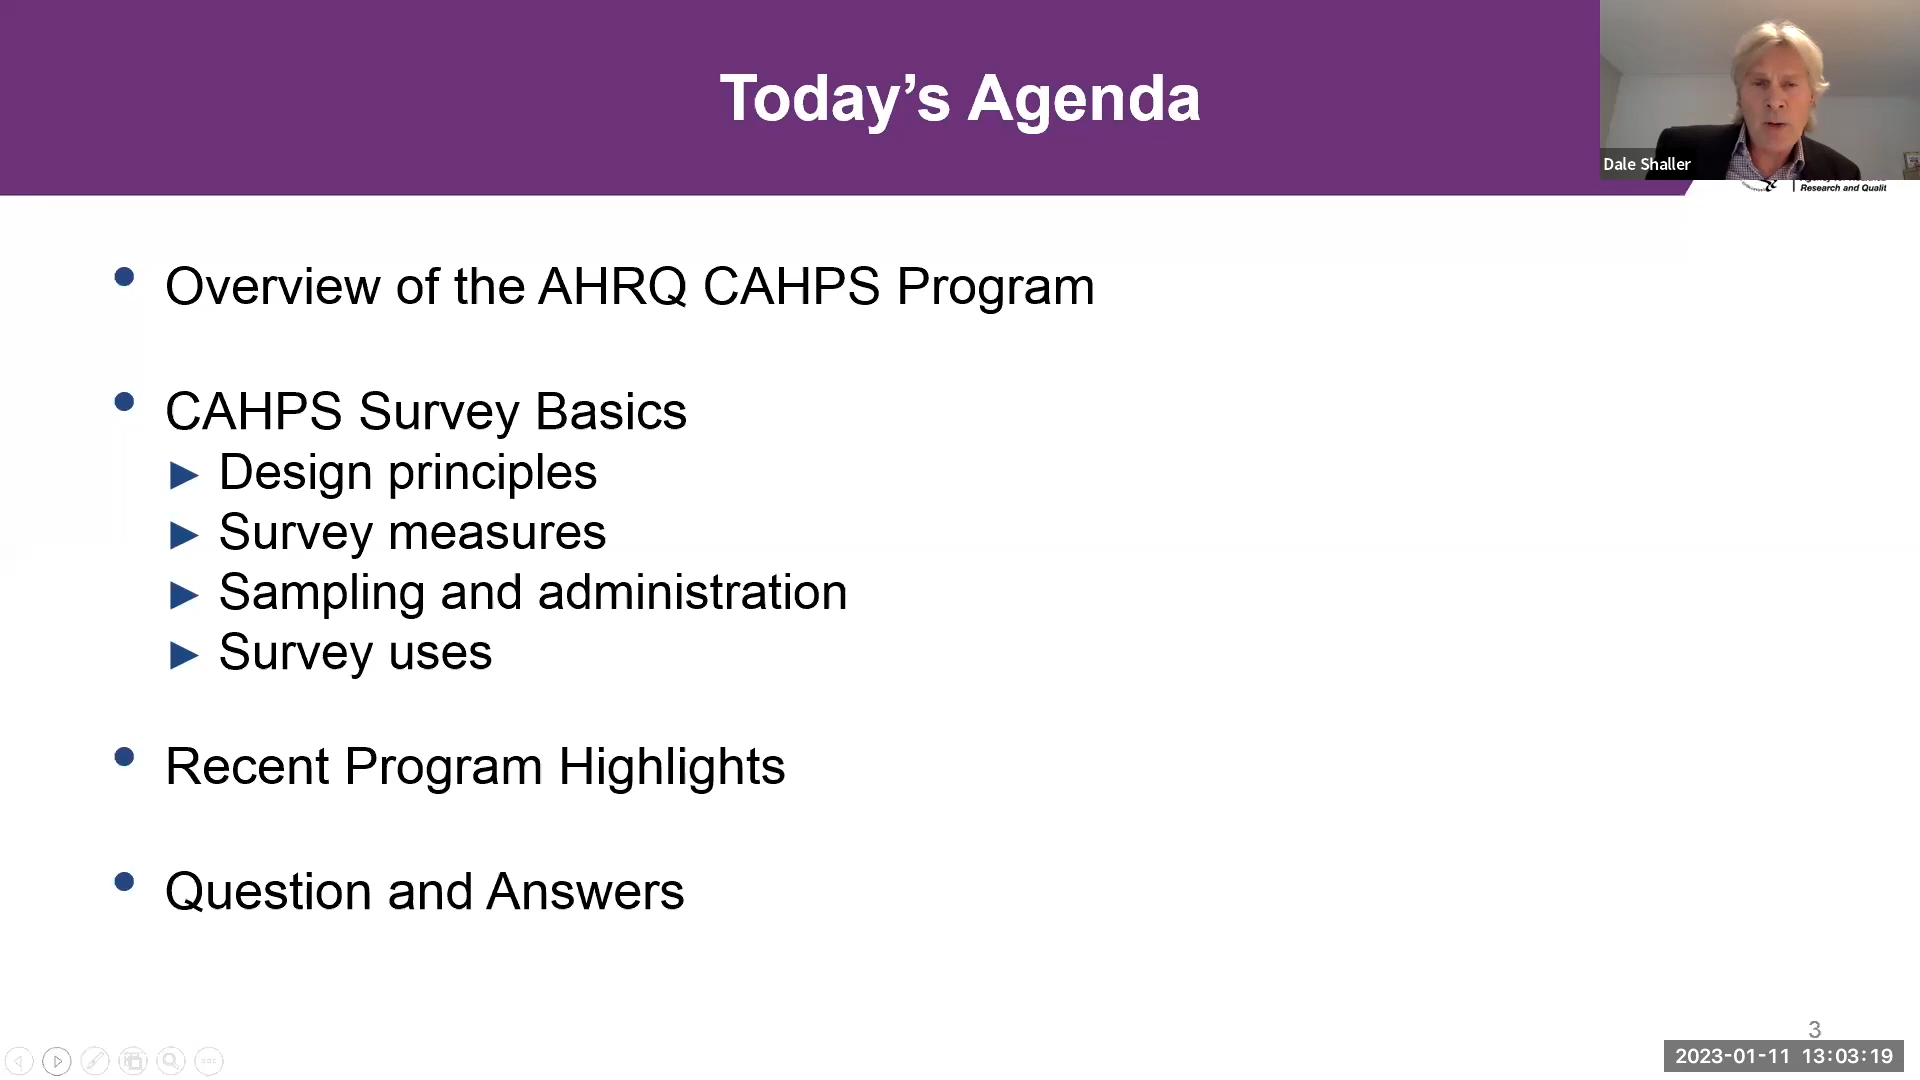 Today’s Agenda
Dale Shaller
Research and Qualit
• Overview of the AHRQ CAHPS Program
• CAHPS Survey Basics
► Design principles
► Survey measures
► Sampling and administration
► Survey uses
• Recent Program Highlights
• Question and Answers
3
2023-01-11 13:03:19